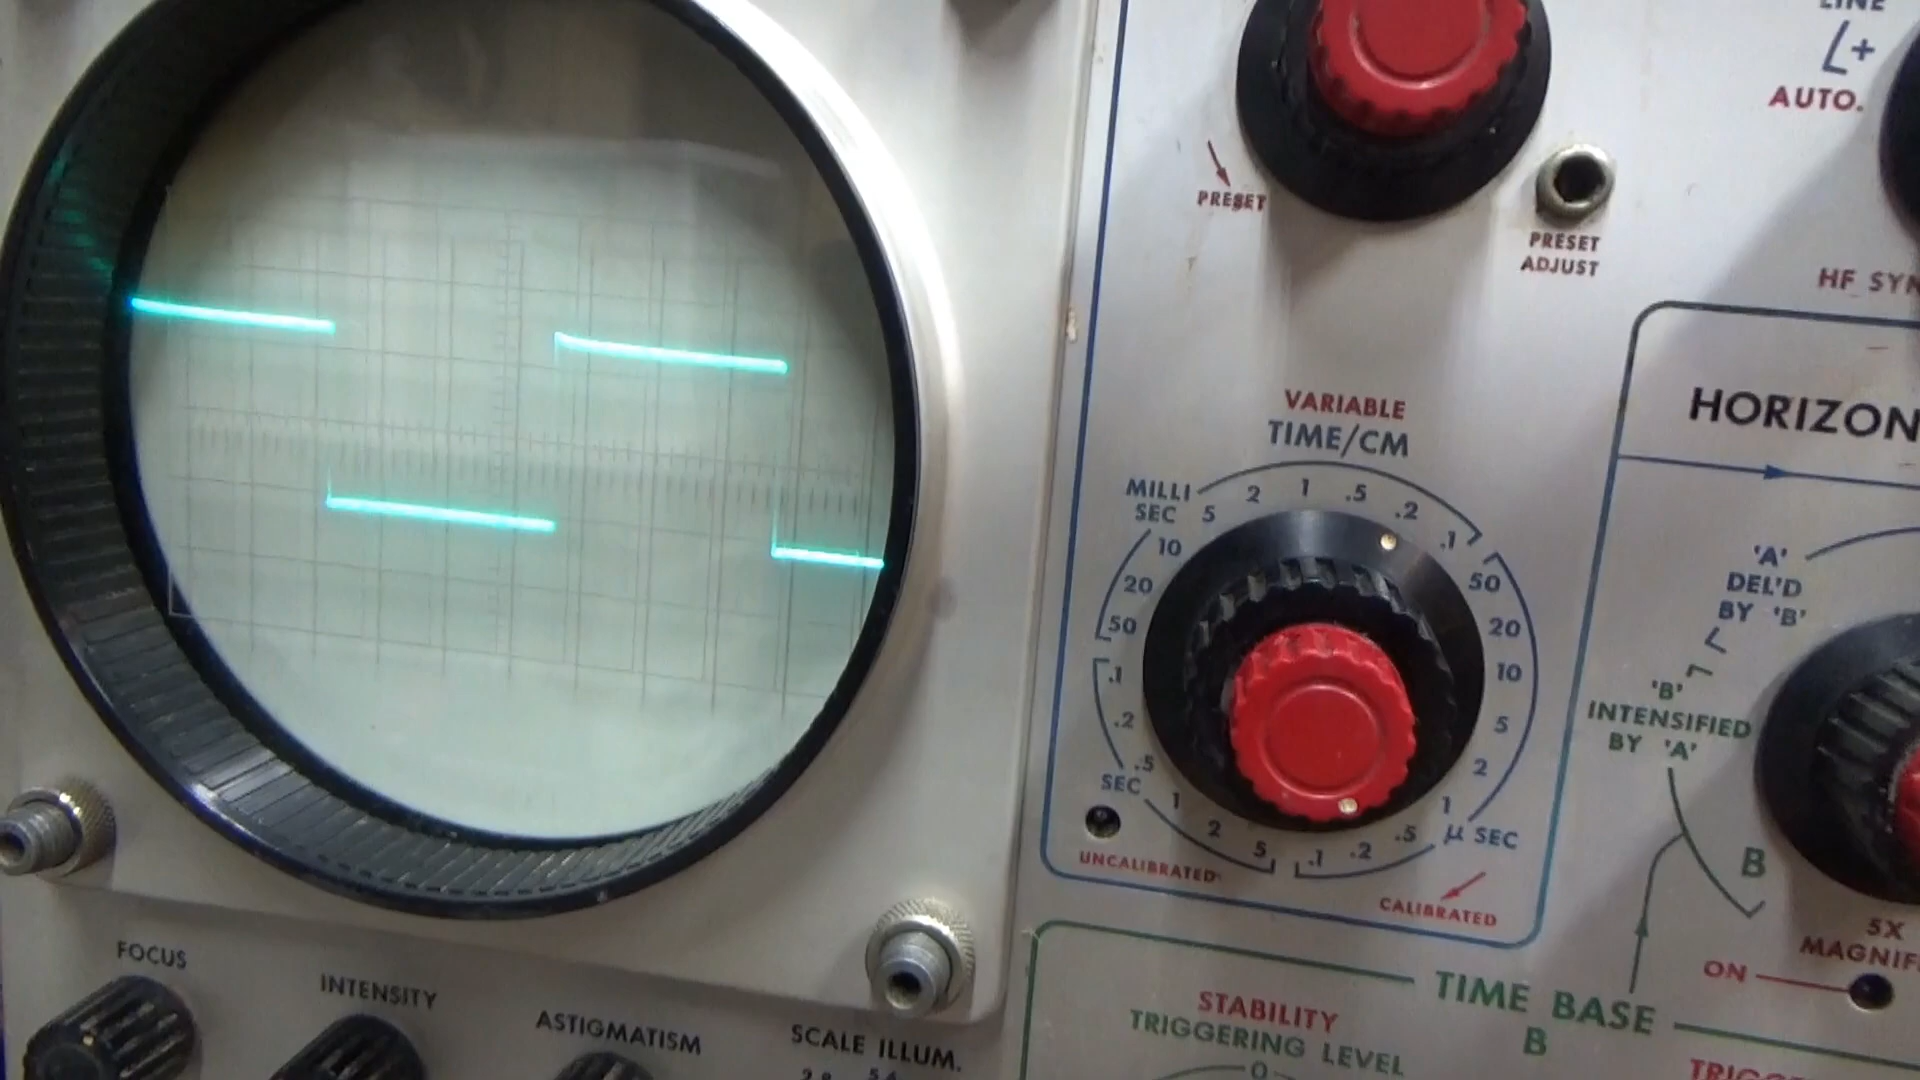 LINE
+
AUTO.
PRESET
PRESET
ADJUST
VARIABLE
TIME/CM
MILLI
SEC
5
2
1
.5
.2
.1
10
20
50
.1
.2
.5
SEC
1
2
5
50
20
10
5
2
1
µ SEC
.5
.2
.1
UNCALIBRATED
CALIBRATED
HF SYN
HORIZON
'A'
DEL'D
BY 'B'
'B'
INTENSIFIED
BY 'A'
B
5X
MAGNIF
ON
TIME BASE
B
STABILITY
TRIGGERING LEVEL
0
TRIGG
FOCUS
INTENSITY
ASTIGMATISM
SCALE ILLUM.